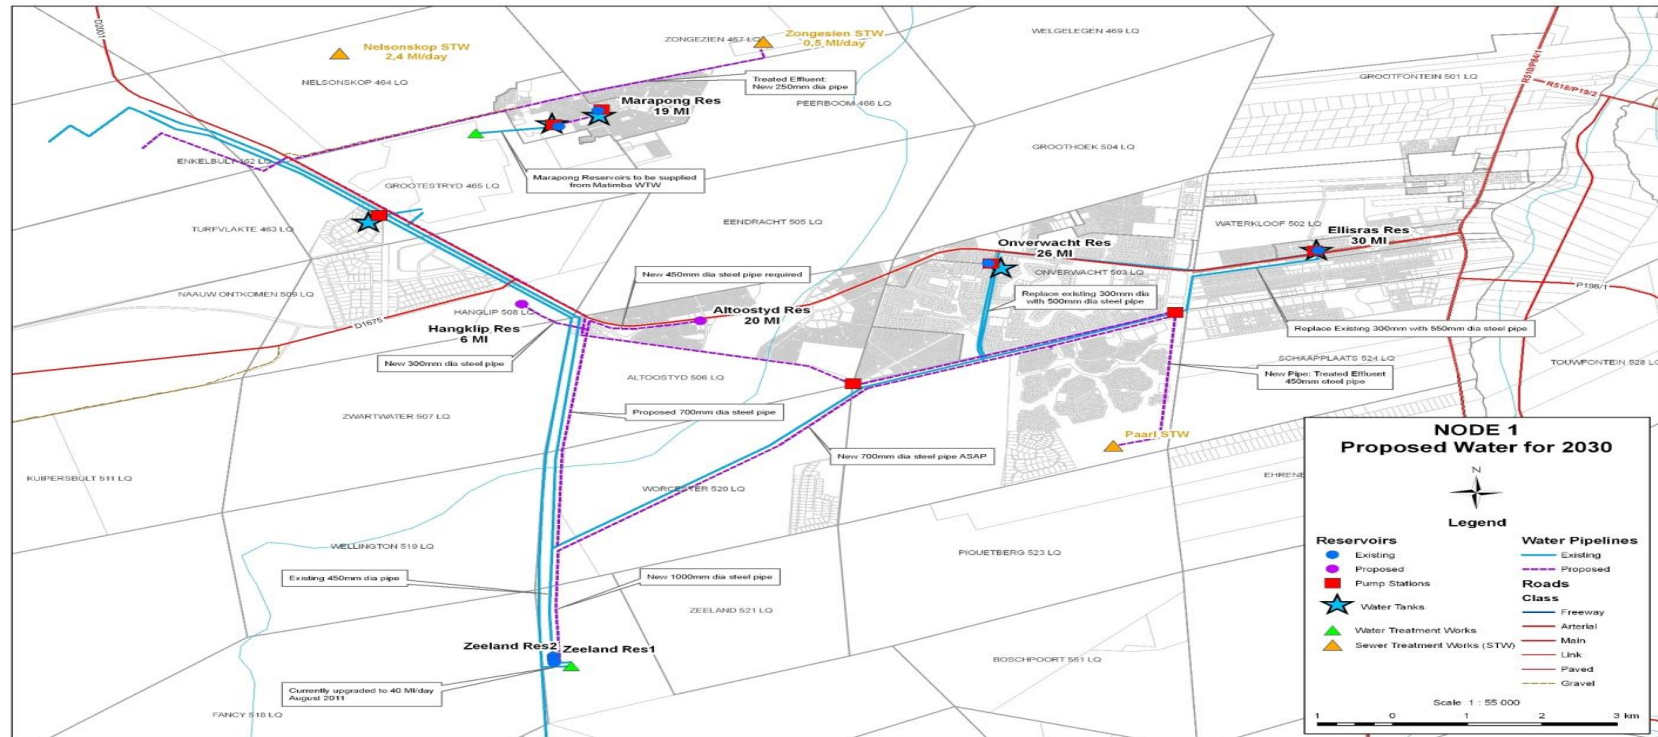 D2001
Nelsonskop STW
2,4 Ml/day
NELSONSKOP 464 LQ
ZONGEZIEN 467 LQ
Zongesien STW
0,5 Ml/day
WELGELEGEN 469 LQ
GROOTFONTEIN 501 LQ
R510/P84/1
R518/P19/2
Treated Effluent:
New 250mm dia pipe
PEERBOOM 466 LQ
Marapong Res
19 Ml
ENKELBULT 462 LQ
GROOTESTRYD 465 LQ
Marapong Reservoirs to be supplied
from Matimba WTW
GROOTHOEK 504 LQ
TURFVLAKTE 463 LQ
EENDRACHT 505 LQ
WATERKLOOF 502 LQ
Ellisras Res
30 Ml
Onverwacht Res
26 Ml
ONVERWACHT 503 LQ
New 450mm dia steel pipe required
NAAUW ONTKOMEN 509 LQ
D1675
HANGLIP 508 LQ
Hangklip Res
6 Ml
New 300mm dia steel pipe
Altoostyd Res
20 Ml
Replace existing 300mm dia
with 500mm dia steel pipe
P198/1
Replace Existing 300mm with 550mm dia steel pipe
SCHAAPPLAATS 524 LQ
TOUWFONTEIN 528 LQ
New Pipe: Treated Effluent
450mm steel pipe
ALTOOSTYD 506 LQ
ZWARTWATER 507 LQ
Proposed 700mm dia steel pipe
Paarl STW
New 700mm dia steel pipe ASAP
KUIPERSBULT 511 LQ
WORCESTER 520 LQ
WELLINGTON 519 LQ
PIQUETBERG 523 LQ
Existing 450mm dia pipe
New 1000mm dia steel pipe
ZEELAND 521 LQ
Zeeland Res2
Zeeland Res1
BOSCHPOORT 551 LQ
Currently upgraded to 40 Ml/day
August 2011
FANCY 518 LQ
NODE 1
Proposed Water for 2030
N
Legend
Reservoirs
Existing
Proposed
Pump Stations
Water Tanks
Water Treatment Works
Sewer Treatment Works (STW)
Water Pipelines
Existing
Proposed
Roads
Class
Freeway
Arterial
Main
Link
Paved
Gravel
Scale 1 : 55 000
1 0 1 2 3 km